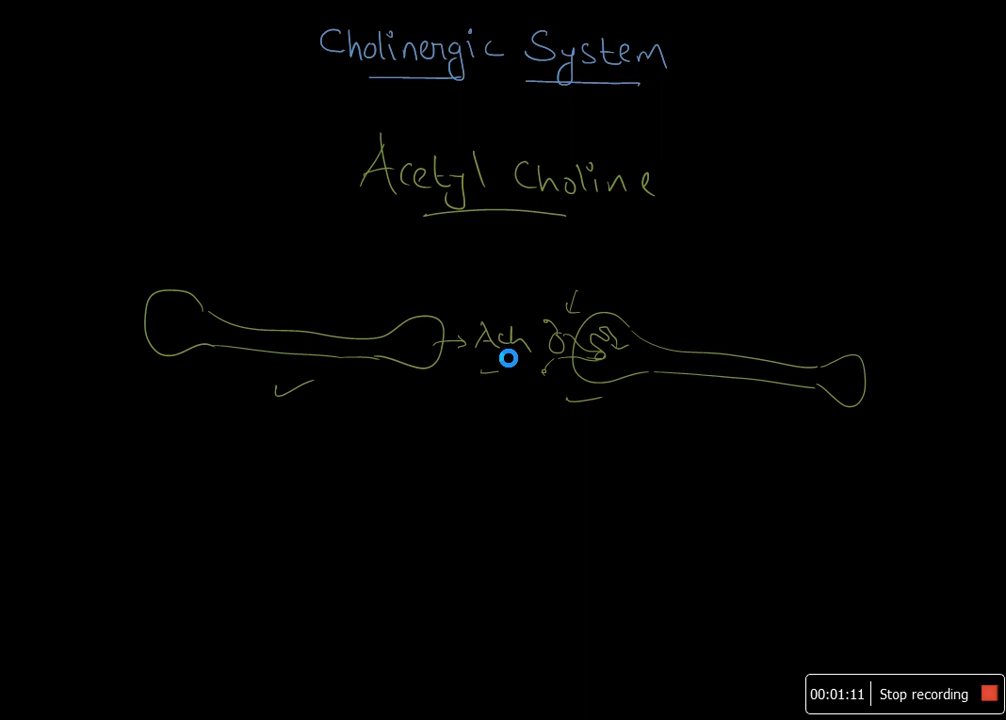 Cholinergic System
Acetyl Choline
Ach
00:01:11 Stop recording